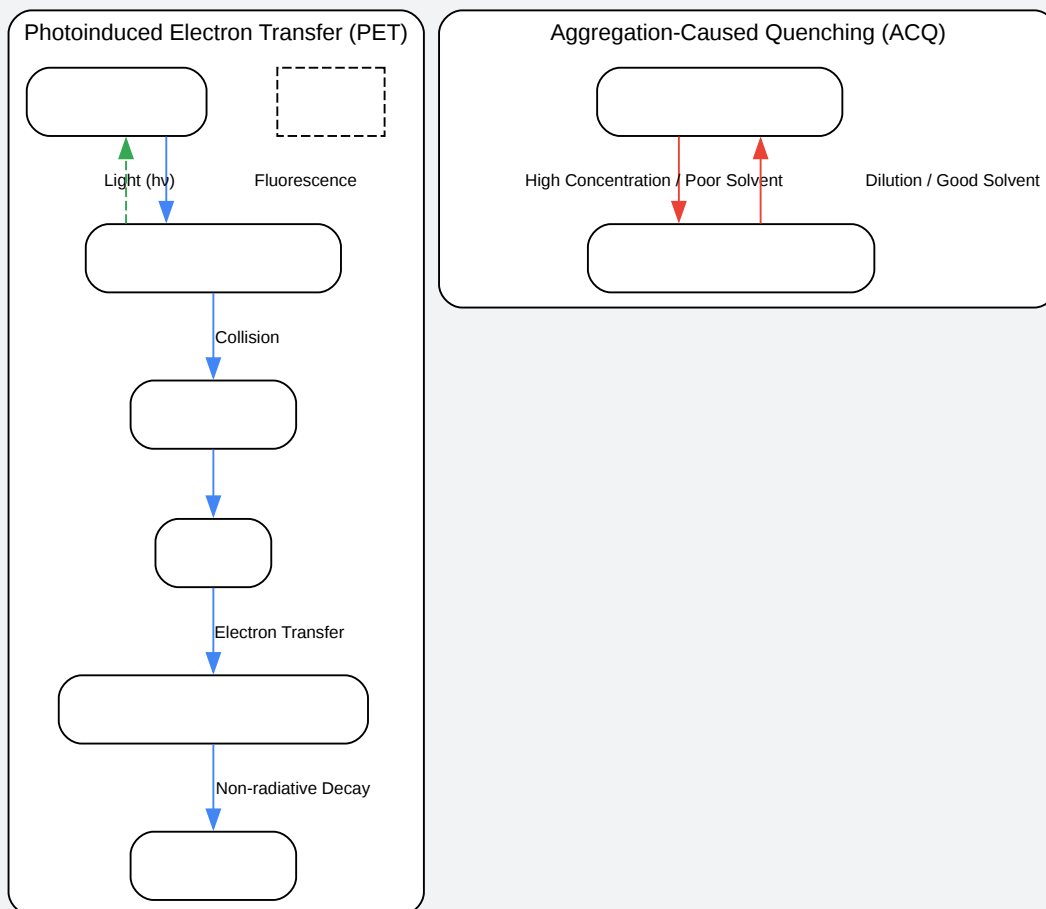 Photoinduced Electron Transfer (PET)
Light (hν)
Fluorescence
Collision
Electron Transfer
Non-radiative Decay
Aggregation-Caused Quenching (ACQ)
High Concentration / Poor Solvent
Dilution / Good Solvent